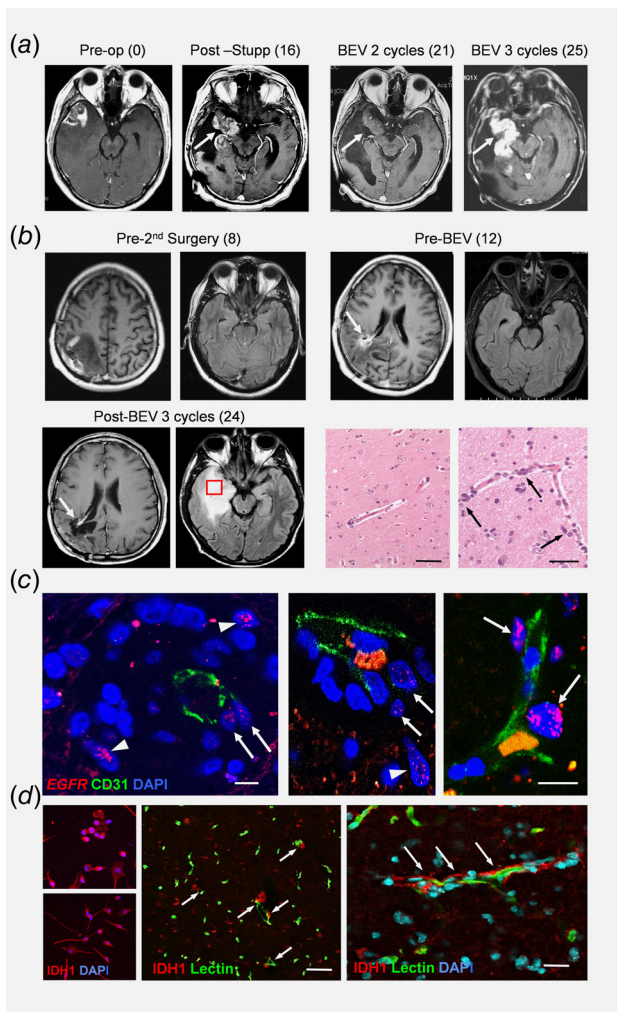 (a)
Pre-op (0)
Post –Stupp (16)
BEV 2 cycles (21)
BEV 3 cycles (25)
(b)
Pre-2nd Surgery (8)
Pre-BEV (12)
Post-BEV 3 cycles (24)
(c)
EGFR CD31 DAPI
(d)
IDH1 DAPI
IDH1 Lectin
IDH1 Lectin DAPI